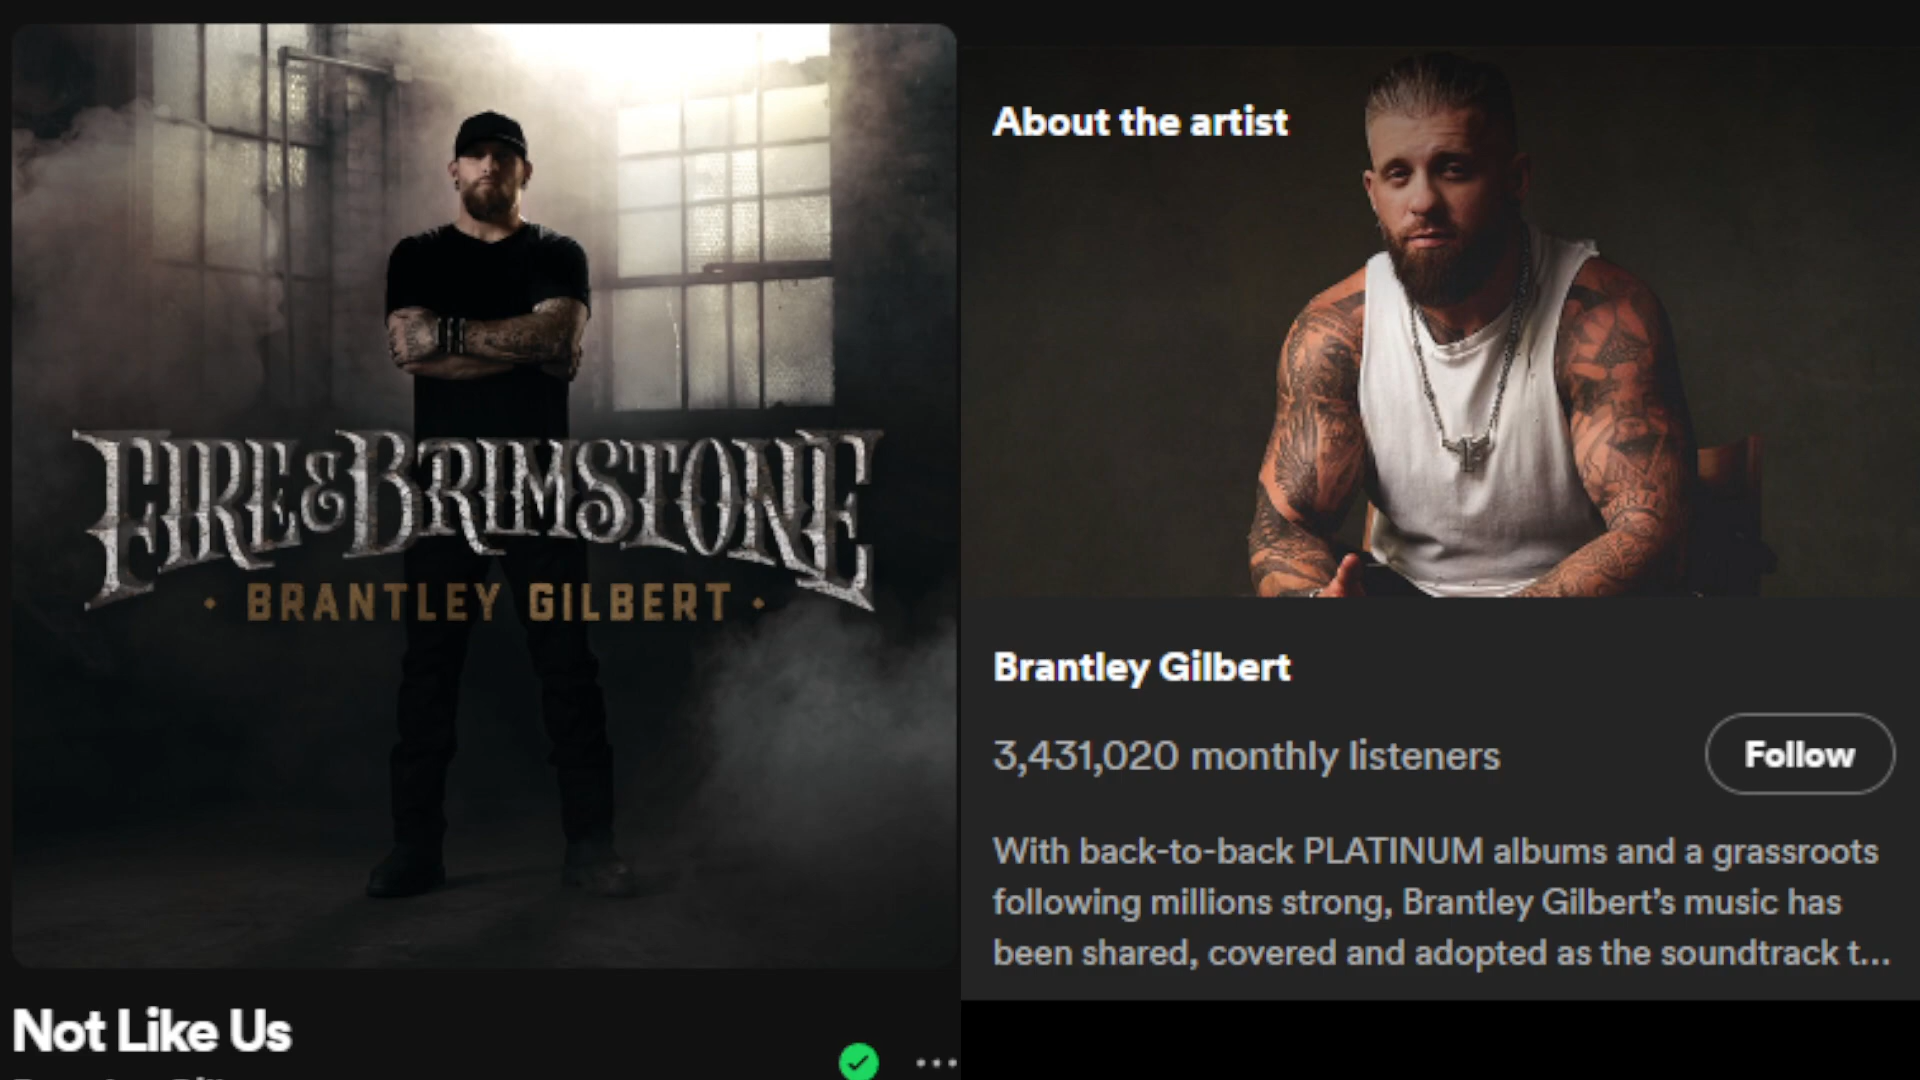 FIRE & BRIMSTONE
• BRANTLEY GILBERT •
Not Like Us
About the artist
Brantley Gilbert
3,431,020 monthly listeners
Follow
With back-to-back PLATINUM albums and a grassroots
following millions strong, Brantley Gilbert’s music has
been shared, covered and adopted as the soundtrack t...